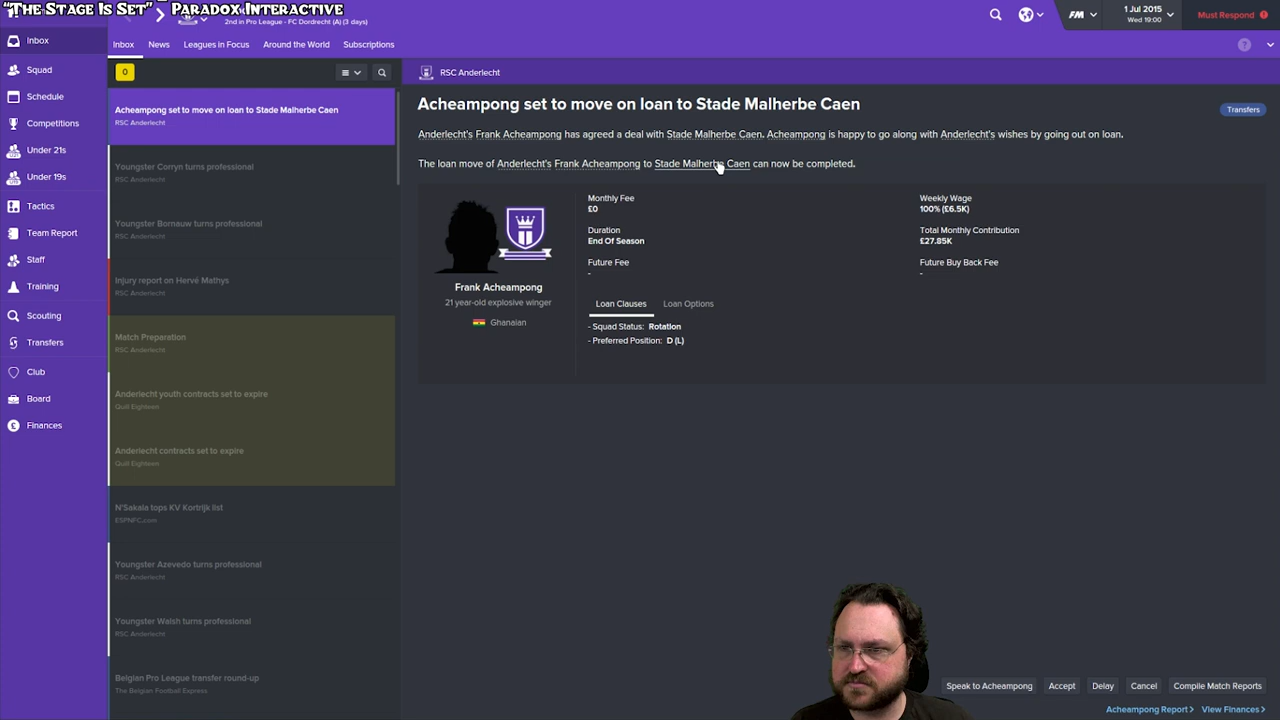 "The Stage Is Set" – Paradox Interactive
2nd in Pro League - FC Dordrecht (A) (3 days)
FM
1 Jul 2015
Wed 19:00
Must Respond
Inbox
Squad
Schedule
Competitions
Under 21s
Under 19s
Tactics
Team Report
Staff
Training
Scouting
Transfers
Club
Board
Finances
Inbox
News
Leagues in Focus
Around the World
Subscriptions
0
Acheampong set to move on loan to Stade Malherbe Caen
RSC Anderlecht
Youngster Corryn turns professional
RSC Anderlecht
Youngster Bornauw turns professional
RSC Anderlecht
Injury report on Hervé Mathys
RSC Anderlecht
Match Preparation
RSC Anderlecht
Anderlecht youth contracts set to expire
Quill Eighteen
Anderlecht contracts set to expire
Quill Eighteen
N'Sakala tops KV Kortrijk list
ESPNFC.com
Youngster Azevedo turns professional
RSC Anderlecht
Youngster Walsh turns professional
RSC Anderlecht
Belgian Pro League transfer round-up
The Belgian Football Express
RSC Anderlecht
Acheampong set to move on loan to Stade Malherbe Caen
Transfers
Anderlecht's Frank Acheampong has agreed a deal with Stade Malherbe Caen. Acheampong is happy to go along with Anderlecht's wishes by going out on loan.
The loan move of Anderlecht's Frank Acheampong to Stade Malherbe Caen can now be completed.
Frank Acheampong
21 year-old explosive winger
Ghanaian
Monthly Fee
£0
Duration
End Of Season
Future Fee
-
Weekly Wage
100% (£6.5K)
Total Monthly Contribution
£27.85K
Future Buy Back Fee
-
Loan Clauses
Loan Options
- Squad Status: Rotation
- Preferred Position: D (L)
Speak to Acheampong
Accept
Delay
Cancel
Compile Match Reports
Acheampong Report >
View Finances >